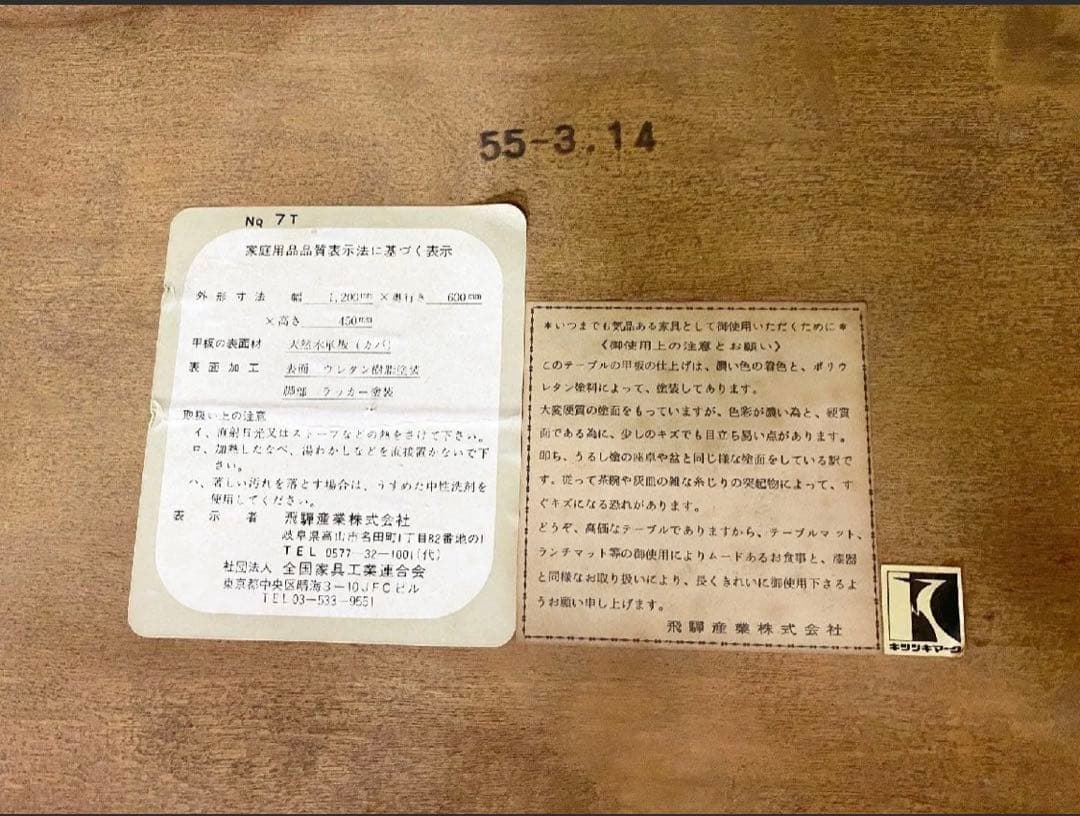 55-3.14
No 7T
家庭用品品質表示法に基づく表示
外形寸法 幅 1,200mm × 奥行き 600mm
×高さ 450mm
甲板の表面材 天然木単板（カバ）
表面加工 表面 ウレタン樹脂塗装
脚部 ラッカー塗装
取扱い上の注意
イ、直射日光又はストーブなどの熱をさけて下さい。
ロ、加熱したなべ、湯わかしなどを直接置かないで下
さい。
ハ、著しい汚れを落とす場合は、うすめた中性洗剤を
使用してください。
表示者 飛驒産業株式会社
岐阜県高山市名田町1丁目82番地の1
TEL 0577-32-1001（代）
社団法人 全国家具工業連合会
東京都中央区晴海3-10JFCビル
TEL03-533-9551
＊いつまでも気品ある家具として御使用いただくために＊
〈御使用上の注意とお願い〉
このテーブルの甲板の仕上げは、濃い色の着色と、ポリウ
レタン塗料によって、塗装してあります。
大変硬質の塗面をもっていますが、色彩が濃い為と、硬質
面である為に、少しのキズでも目立ち易い点があります。
即ち、うるし塗の座卓や盆と同じ様な塗面をしている訳で
す。従って茶碗や灰皿の雑な糸じりの突起物によって、す
ぐキズになる恐れがあります。
どうぞ、高価なテーブルでありますから、テーブルマット、
ランチマット等の御使用によりムードあるお食事と、漆器
と同様なお取り扱いにより、長くきれいに御使用下さるよ
うお願い申し上げます。
飛驒産業株式会社
キツツキマーク